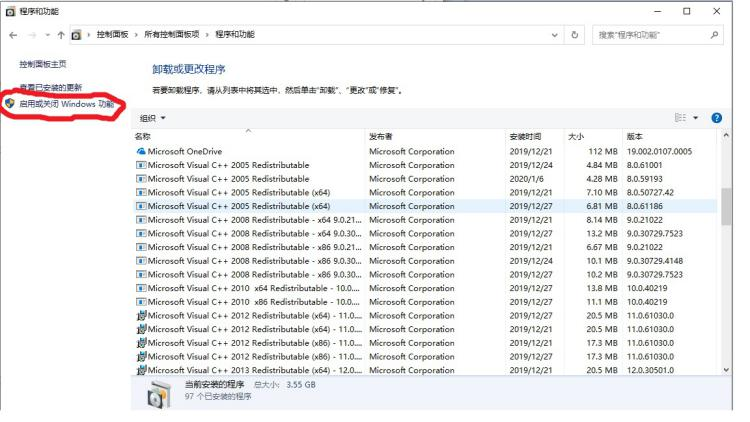 程序和功能
控制面板 › 所有控制面板项 › 程序和功能
搜索"程序和功能"
控制面板主页
查看已安装的更新
启用或关闭 Windows 功能
卸载或更改程序
若要卸载程序，请从列表中将其选中，然后单击"卸载"、"更改"或"修复"。
组织
名称 发布者 安装时间 大小 版本
Microsoft OneDrive Microsoft Corporation 2019/12/21 112 MB 19.002.0107.0005
Microsoft Visual C++ 2005 Redistributable Microsoft Corporation 2019/12/24 4.84 MB 8.0.61001
Microsoft Visual C++ 2005 Redistributable Microsoft Corporation 2020/1/6 4.28 MB 8.0.59193
Microsoft Visual C++ 2005 Redistributable (x64) Microsoft Corporation 2019/12/21 7.10 MB 8.0.50727.42
Microsoft Visual C++ 2005 Redistributable (x64) Microsoft Corporation 2019/12/27 6.81 MB 8.0.61186
Microsoft Visual C++ 2008 Redistributable - x64 9.0.21... Microsoft Corporation 2019/12/21 8.14 MB 9.0.21022
Microsoft Visual C++ 2008 Redistributable - x64 9.0.30... Microsoft Corporation 2019/12/27 13.2 MB 9.0.30729.7523
Microsoft Visual C++ 2008 Redistributable - x86 9.0.21... Microsoft Corporation 2019/12/21 6.67 MB 9.0.21022
Microsoft Visual C++ 2008 Redistributable - x86 9.0.30... Microsoft Corporation 2019/12/24 10.1 MB 9.0.30729.4148
Microsoft Visual C++ 2008 Redistributable - x86 9.0.30... Microsoft Corporation 2019/12/27 10.2 MB 9.0.30729.7523
Microsoft Visual C++ 2010 x64 Redistributable - 10.0.... Microsoft Corporation 2019/12/27 13.8 MB 10.0.40219
Microsoft Visual C++ 2010 x86 Redistributable - 10.0.... Microsoft Corporation 2019/12/27 11.1 MB 10.0.40219
Microsoft Visual C++ 2012 Redistributable (x64) - 11.0.... Microsoft Corporation 2019/12/27 20.5 MB 11.0.61030.0
Microsoft Visual C++ 2012 Redistributable (x64) - 11.0.... Microsoft Corporation 2019/12/21 20.5 MB 11.0.61030.0
Microsoft Visual C++ 2012 Redistributable (x86) - 11.0.... Microsoft Corporation 2019/12/21 17.3 MB 11.0.61030.0
Microsoft Visual C++ 2012 Redistributable (x86) - 11.0.... Microsoft Corporation 2019/12/27 17.3 MB 11.0.61030.0
Microsoft Visual C++ 2013 Redistributable (x64) - 12.0.... Microsoft Corporation 2019/12/21 20.5 MB 12.0.30501.0
当前安装的程序 总大小: 3.55 GB
97 个已安装的程序